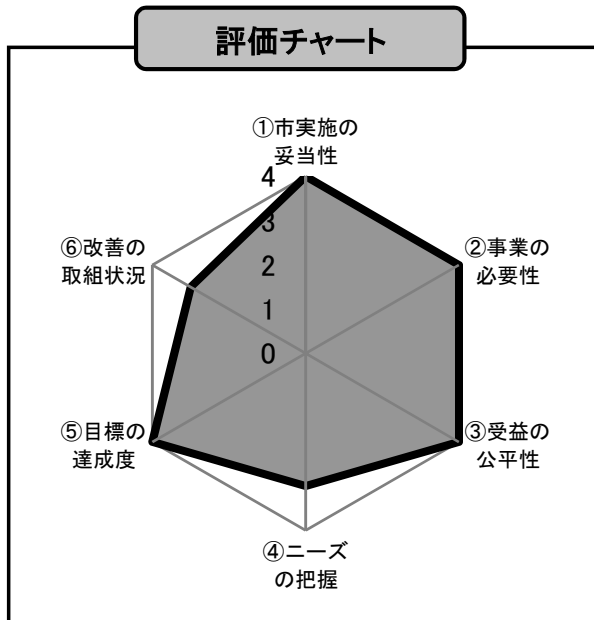 評価チャート
①市実施の
妥当性
4
3
2
1
0
②事業の
必要性
③受益の
公平性
④ニーズ
の把握
⑤目標の
達成度
⑥改善の
取組状況